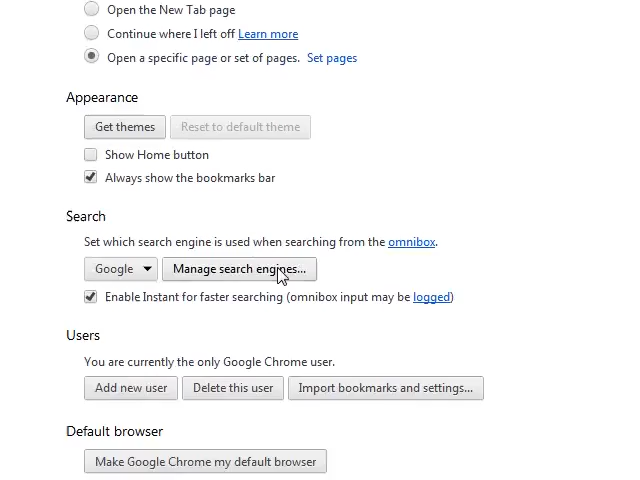 Open the New Tab page
Continue where I left off Learn more
Open a specific page or set of pages. Set pages
Appearance
Get themes Reset to default theme
Show Home button
Always show the bookmarks bar
Search
Set which search engine is used when searching from the omnibox.
Google Manage search engines...
Enable Instant for faster searching (omnibox input may be logged)
Users
You are currently the only Google Chrome user.
Add new user Delete this user Import bookmarks and settings...
Default browser
Make Google Chrome my default browser